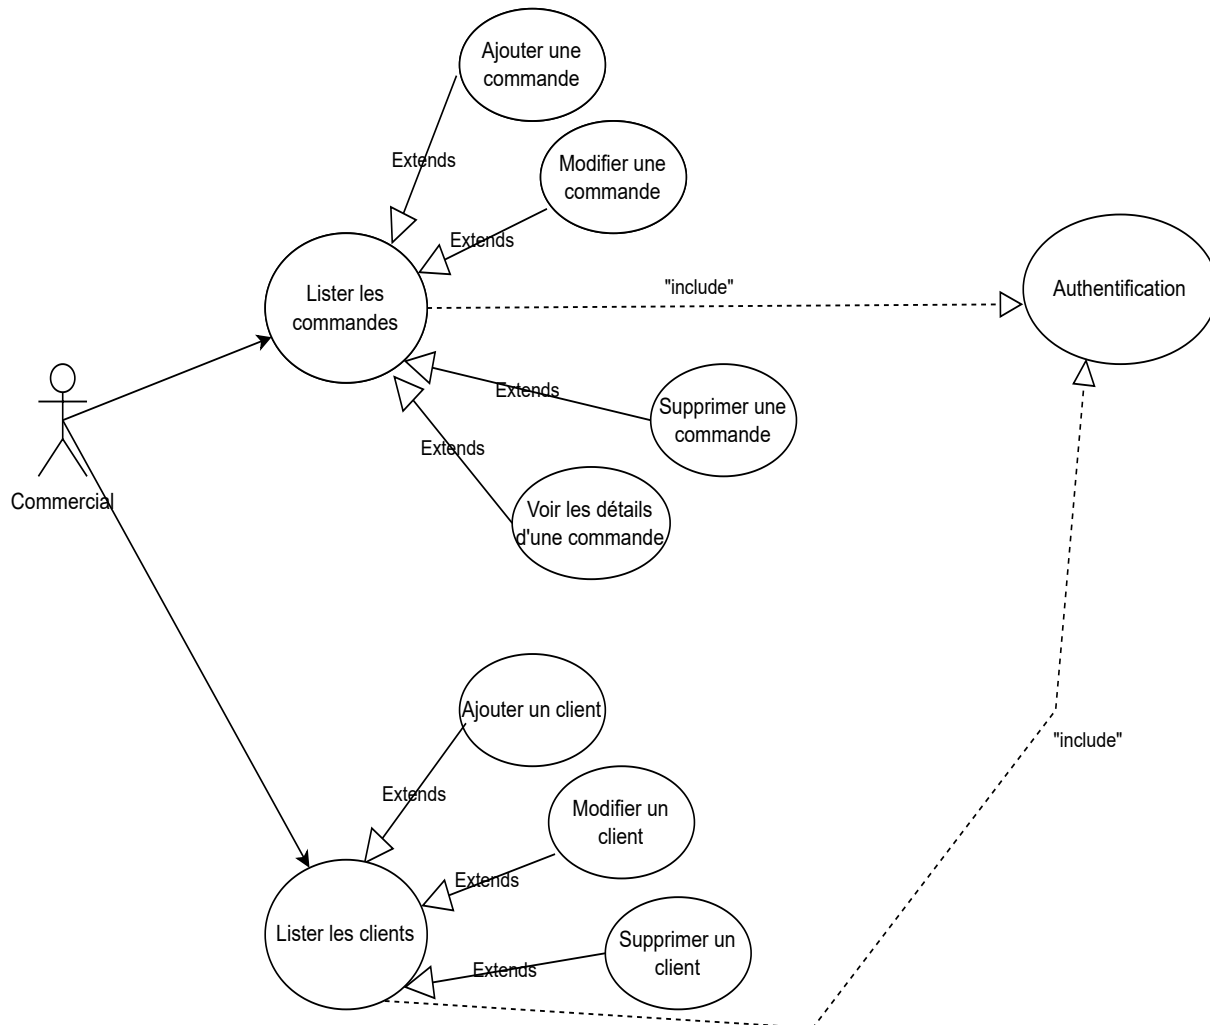 Ajouter une
commande
Extends
Modifier une
commande
Extends
Lister les
commandes
"include"
Authentification
Extends
Supprimer une
commande
Extends
Voir les détails
d'une commande
Commercial
Ajouter un client
Extends
Modifier un
client
Extends
"include"
Lister les clients
Supprimer un
client
Extends